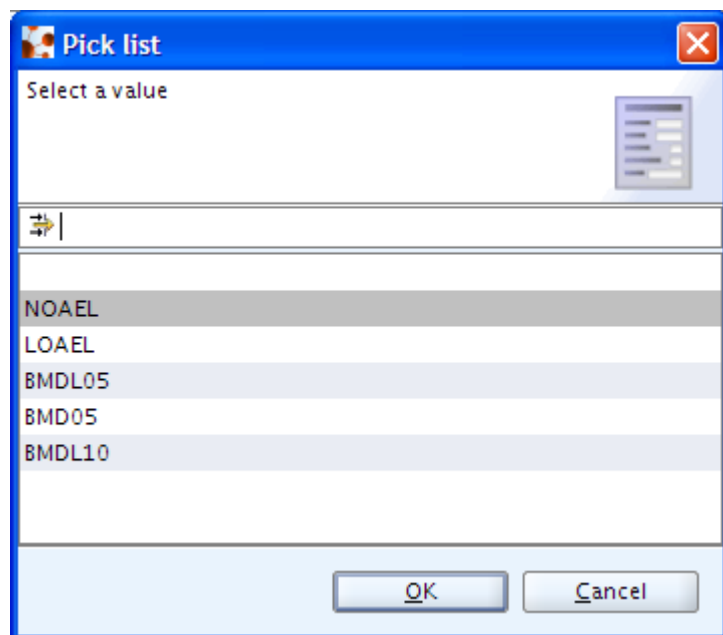 Pick list
Select a value
NOAEL
LOAEL
BMDL05
BMD05
BMDL10
OK
Cancel